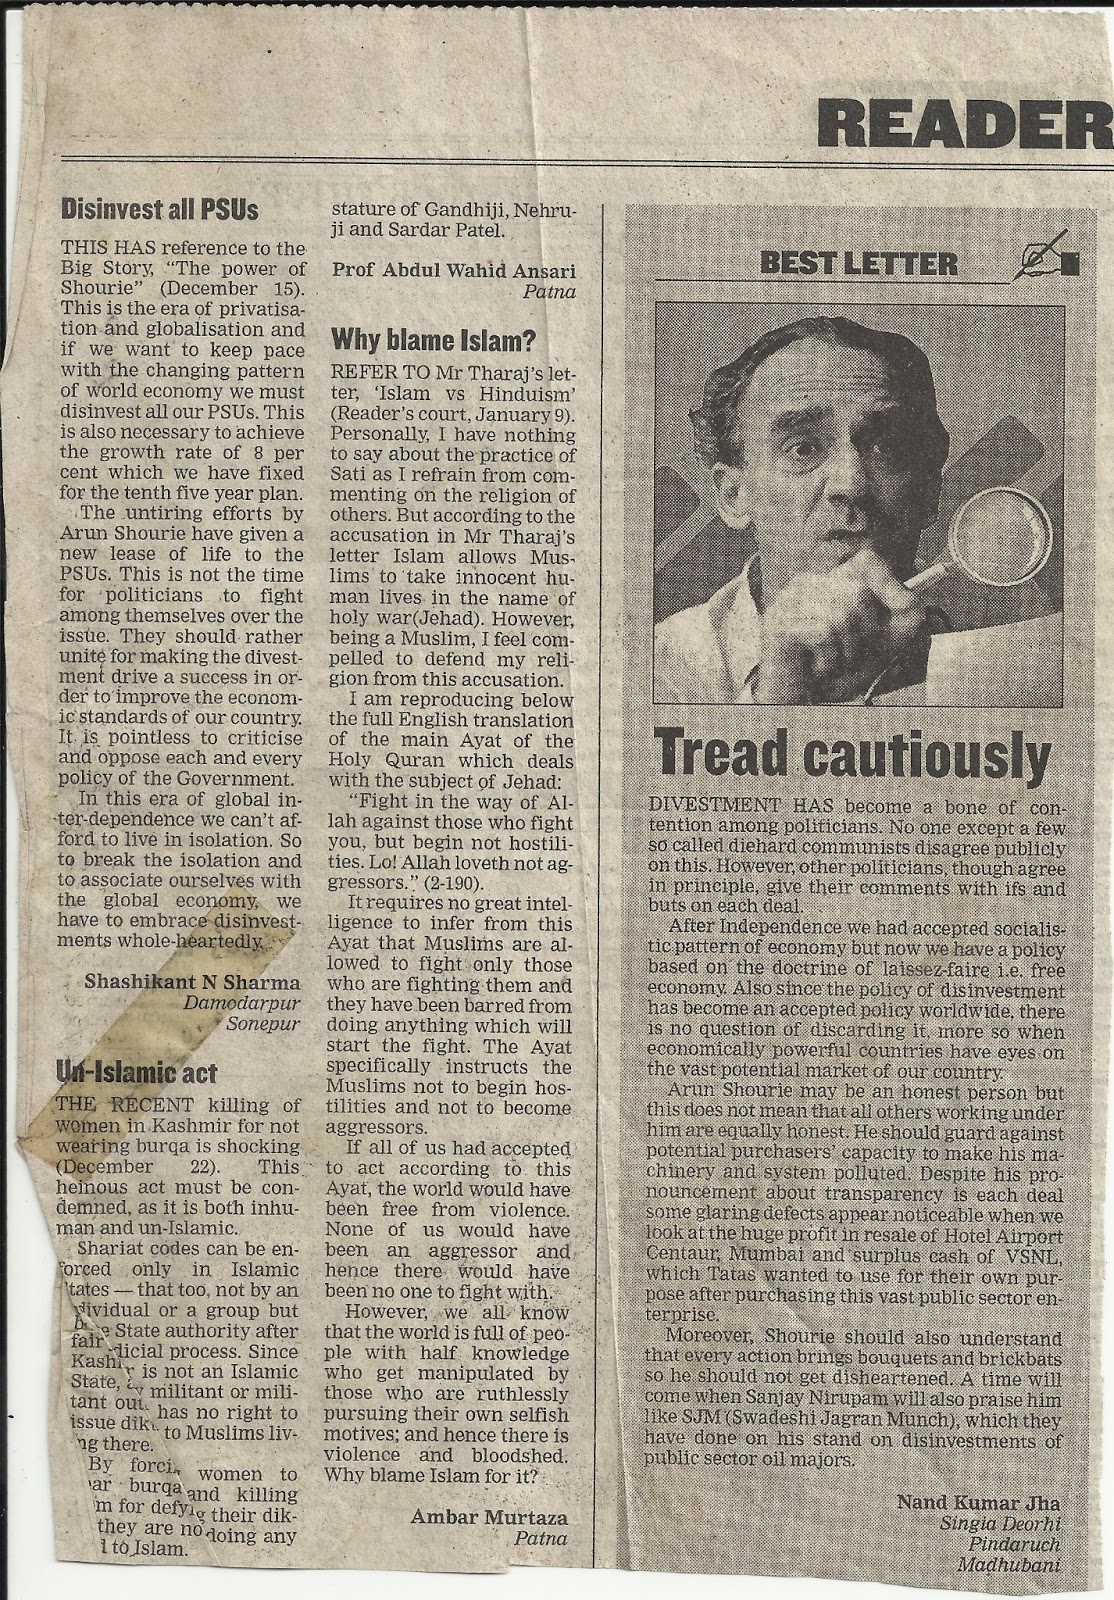 READER
Disinvest all PSUs
THIS HAS reference to the
Big Story, “The power of
Shourie” (December 15).
This is the era of privatisa-
tion and globalisation and
if we want to keep pace
with the changing pattern
of world economy we must
disinvest all our PSUs. This
is also necessary to achieve
the growth rate of 8 per
cent which we have fixed
for the tenth five year plan.
The untiring efforts by
Arun Shourie have given a
new lease of life to the
PSUs. This is not the time
for politicians to fight
among themselves over the
issue. They should rather
unite for making the divest-
ment drive a success in or-
der to improve the econom-
ic standards of our country.
It is pointless to criticise
and oppose each and every
policy of the Government.
In this era of global in-
ter-dependence we can't af-
ford to live in isolation. So
to break the isolation and
to associate ourselves with
the global economy, we
have to embrace disinvest-
ments whole-heartedly.
Shashikant N Sharma
Damodarpur
Sonepur
Un-Islamic act
THE RECENT killing of
women in Kashmir for not
wearing burqa is shocking
(December 22). This
heinous act must be con-
demned, as it is both inhu-
man and un-Islamic.
Shariat codes can be en-
forced only in Islamic
tates — that too, not by an
dividual or a group but
State authority after
fair dicial process. Since
Kash is not an Islamic
State, militant or mili-
tant out has no right to
issue dik to Muslims liv-
ng there.
By forci women to
ar burqa and killing
m for defy g their dik-
they are no doing any
l to Islam.
stature of Gandhiji, Nehru-
ji and Sardar Patel.
Prof Abdul Wahid Ansari
Patna
Why blame Islam?
REFER TO Mr Tharaj's let-
ter, ‘Islam vs Hinduism’
(Reader's court, January 9).
Personally, I have nothing
to say about the practice of
Sati as I refrain from com-
menting on the religion of
others. But according to the
accusation in Mr Tharaj's
letter Islam allows Mus-
lims to take innocent hu-
man lives in the name of
holy war(Jehad). However,
being a Muslim, I feel com-
pelled to defend my reli-
gion from this accusation.
I am reproducing below
the full English translation
of the main Ayat of the
Holy Quran which deals
with the subject of Jehad:
“Fight in the way of Al-
lah against those who fight
you, but begin not hostili-
ties. Lo! Allah loveth not ag-
gressors.” (2-190).
It requires no great intel-
ligence to infer from this
Ayat that Muslims are al-
lowed to fight only those
who are fighting them and
they have been barred from
doing anything which will
start the fight. The Ayat
specifically instructs the
Muslims not to begin hos-
tilities and not to become
aggressors.
If all of us had accepted
to act according to this
Ayat, the world would have
been free from violence.
None of us would have
been an aggressor and
hence there would have
been no one to fight with.
However, we all know
that the world is full of peo-
ple with half knowledge
who get manipulated by
those who are ruthlessly
pursuing their own selfish
motives; and hence there is
violence and bloodshed.
Why blame Islam for it?
Ambar Murtaza
Patna
BEST LETTER
Tread cautiously
DIVESTMENT HAS become a bone of con-
tention among politicians. No one except a few
so called diehard communists disagree publicly
on this. However, other politicians, though agree
in principle, give their comments with ifs and
buts on each deal.
After Independence we had accepted socialis-
tic pattern of economy but now we have a policy
based on the doctrine of laissez-faire i.e. free
economy. Also since the policy of disinvestment
has become an accepted policy worldwide, there
is no question of discarding it, more so when
economically powerful countries have eyes on
the vast potential market of our country.
Arun Shourie may be an honest person but
this does not mean that all others working under
him are equally honest. He should guard against
potential purchasers' capacity to make his ma-
chinery and system polluted. Despite his pro-
nouncement about transparency is each deal
some glaring defects appear noticeable when we
look at the huge profit in resale of Hotel Airport
Centaur, Mumbai and surplus cash of VSNL,
which Tatas wanted to use for their own pur-
pose after purchasing this vast public sector en-
terprise.
Moreover, Shourie should also understand
that every action brings bouquets and brickbats
so he should not get disheartened. A time will
come when Sanjay Nirupam will also praise him
like SJM (Swadeshi Jagran Munch), which they
have done on his stand on disinvestments of
public sector oil majors.
Nand Kumar Jha
Singia Deorhi
Pindaruch
Madhubani